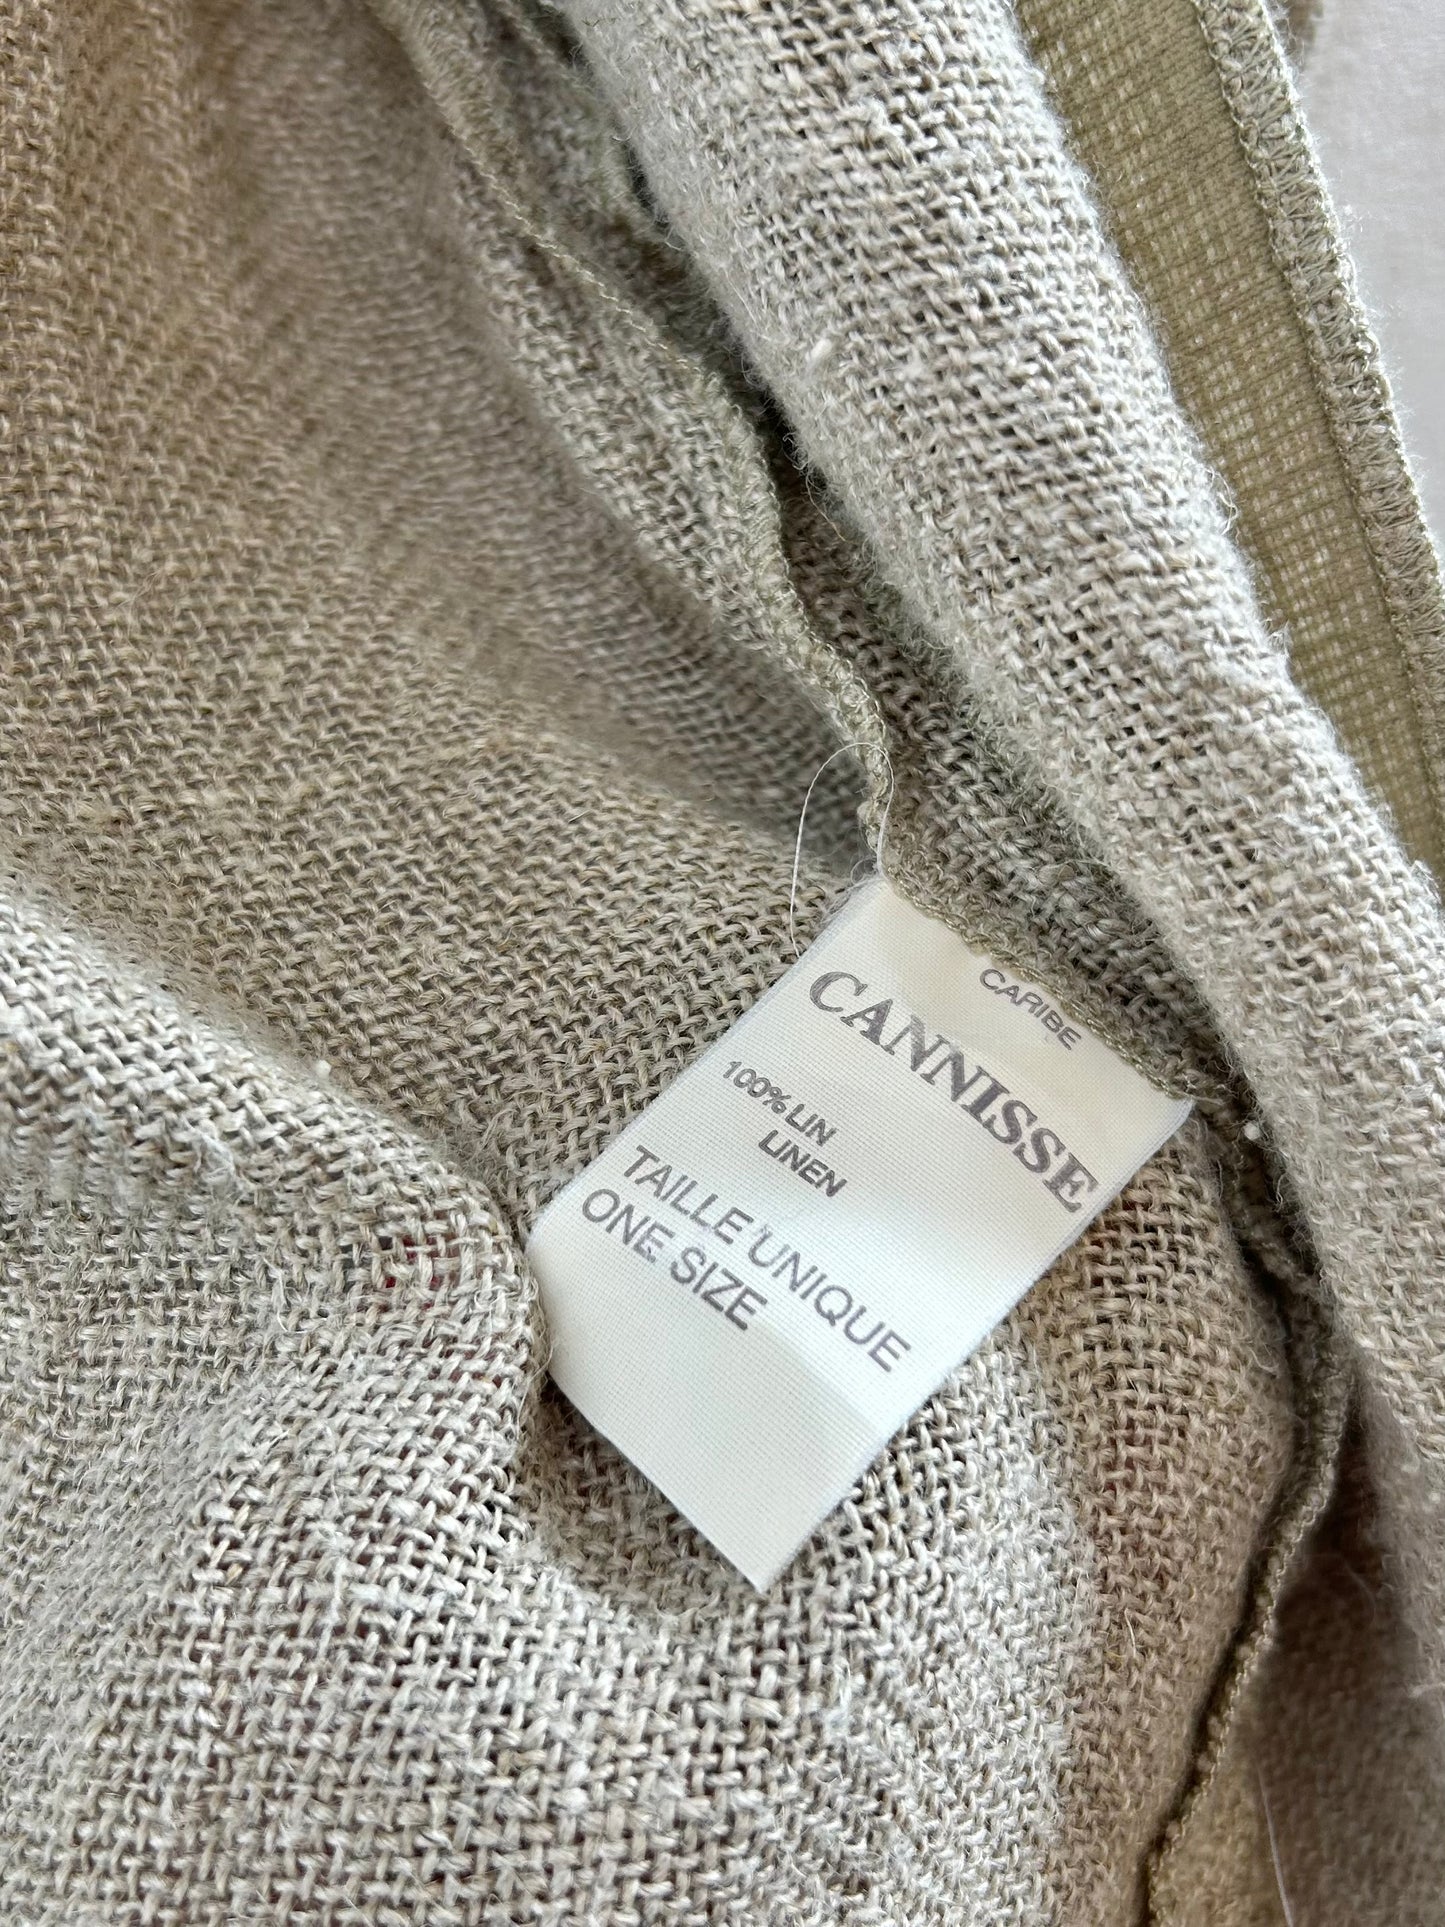 CARIBE
CANNISSE
100% LIN
LINEN
TAILLE UNIQUE
ONE SIZE